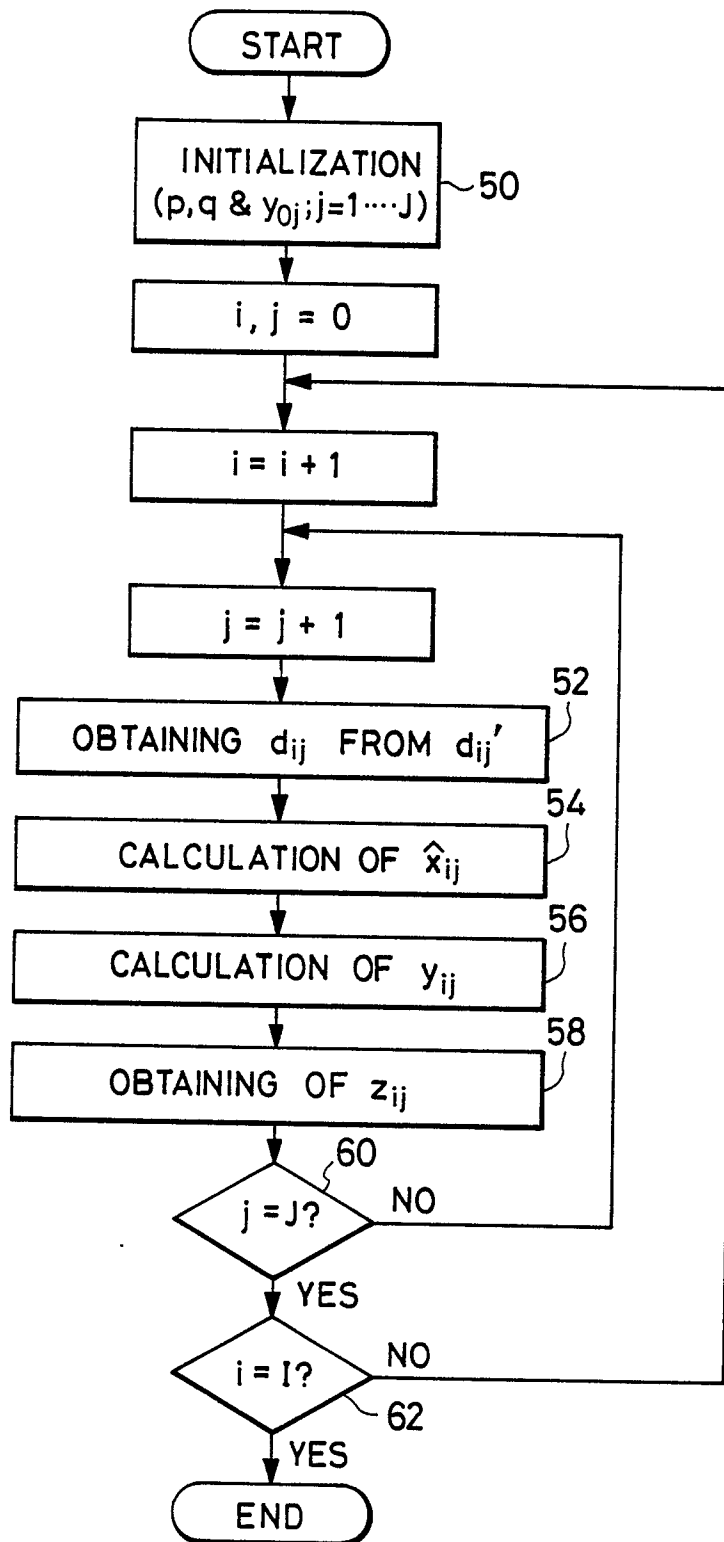 START
INITIALIZATION
(p,q & y₀ⱼ;j=1····J)
50
i, j = 0
i = i + 1
j = j + 1
52
OBTAINING dᵢⱼ FROM dᵢⱼ′
54
CALCULATION OF x̂ᵢⱼ
56
CALCULATION OF yᵢⱼ
58
OBTAINING OF zᵢⱼ
60
j = J?
NO
YES
i = I?
NO
62
YES
END